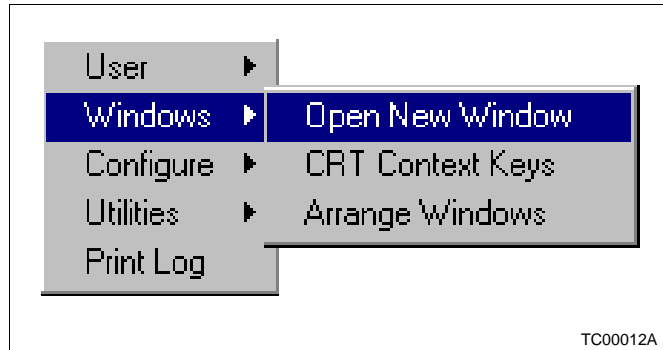 User
Windows
Open New Window
Configure
CRT Context Keys
Utilities
Arrange Windows
Print Log
TC00012A